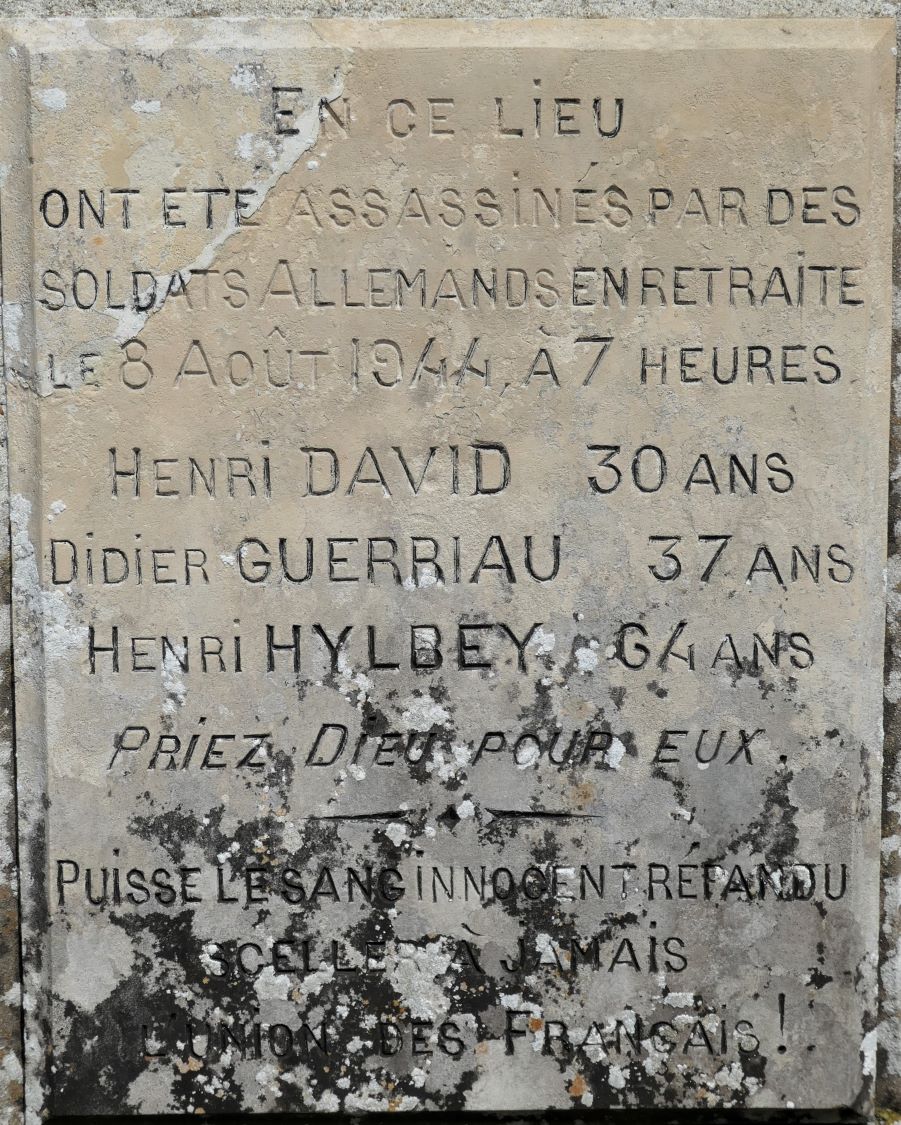 EN CE LIEU
ONT ETE ASSASSINÉS PAR DES
SOLDATS ALLEMANDS EN RETRAITE
LE 8 AOÛT 1944, À 7 HEURES
HENRI DAVID 30 ANS
DIDIER GUERRIAU 37 ANS
HENRI HYLBEY 64 ANS
PRIEZ DIEU POUR EUX.
PUISSE LE SANG INNOCENT RÉPANDU
SCELLER À JAMAIS
L'UNION DES FRANÇAIS !